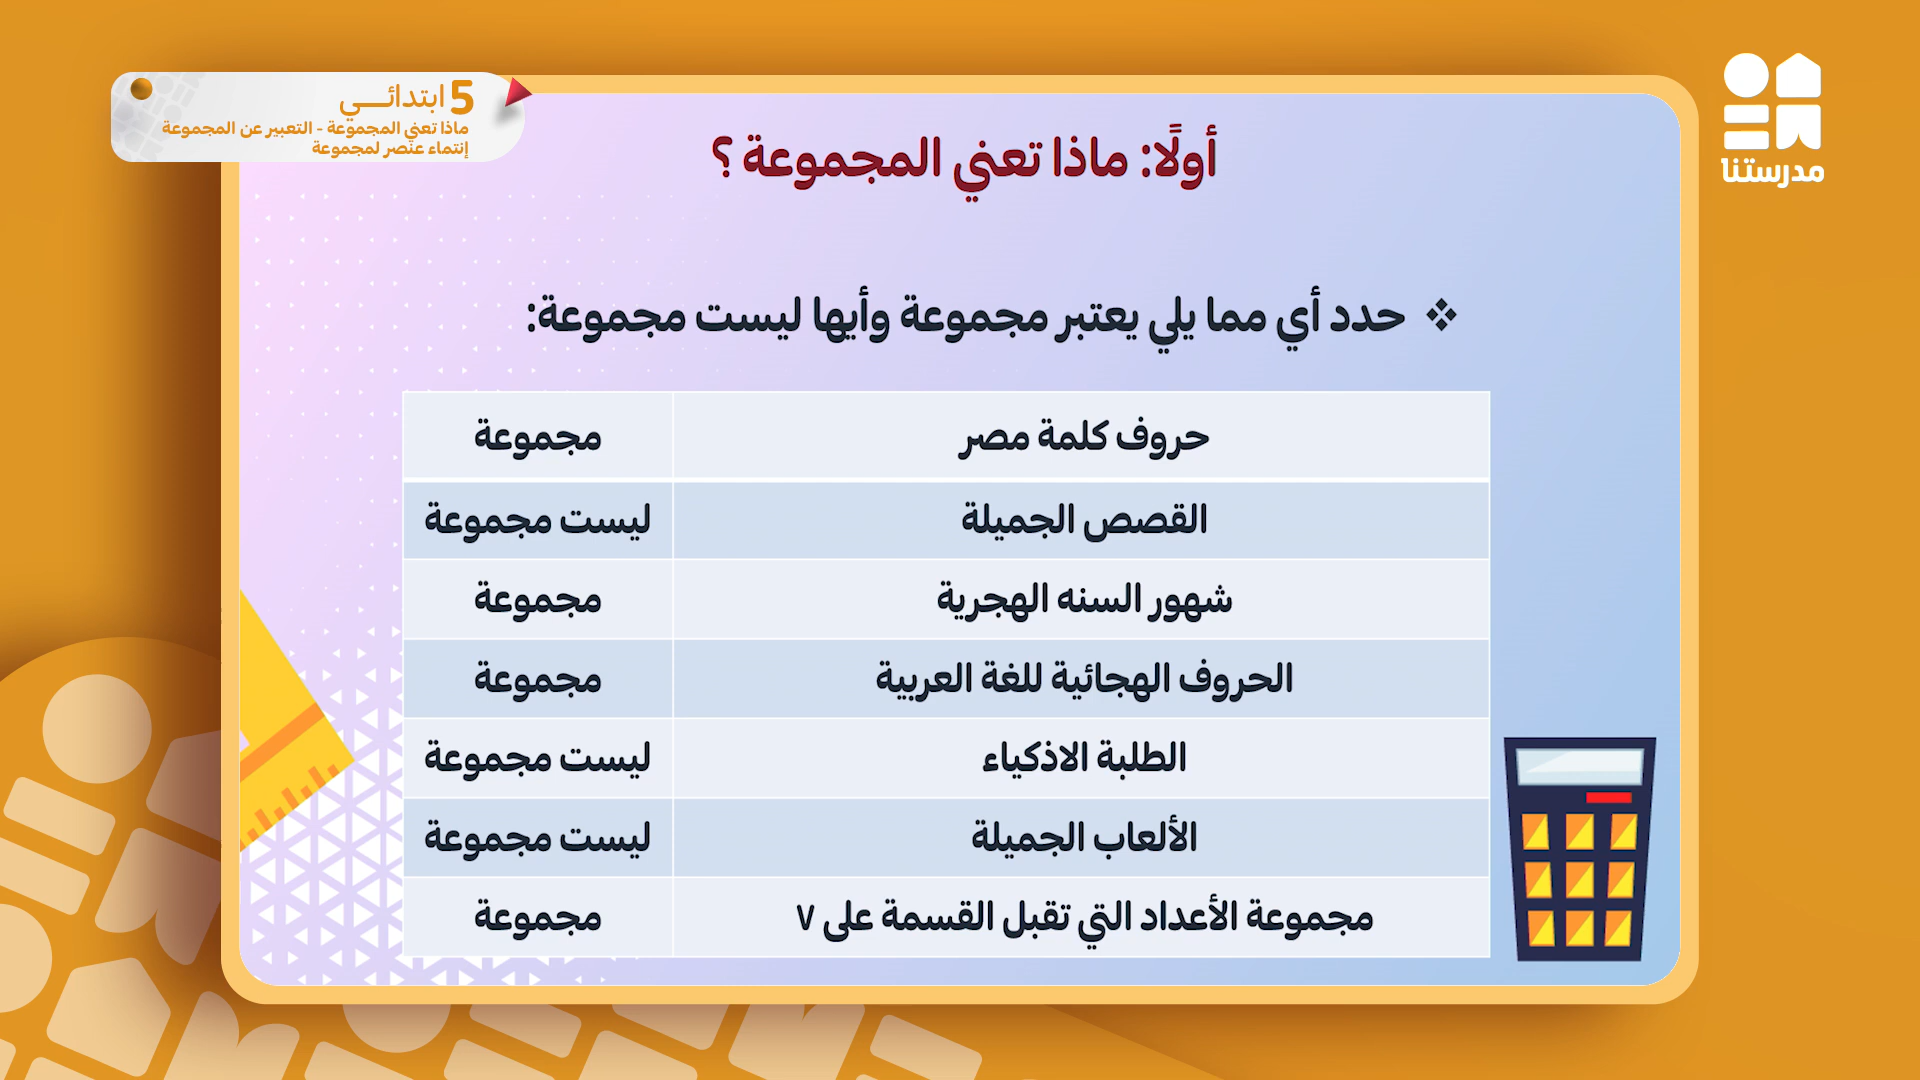 5 ابتدائـــي
ماذا تعني المجموعة - التعبير عن المجموعة
إنتماء عنصر لمجموعة
مدرستنا
أولًا: ماذا تعني المجموعة ؟
❖ حدد أي مما يلي يعتبر مجموعة وأيها ليست مجموعة:
حروف كلمة مصر مجموعة
القصص الجميلة ليست مجموعة
شهور السنه الهجرية مجموعة
الحروف الهجائية للغة العربية مجموعة
الطلبة الاذكياء ليست مجموعة
الألعاب الجميلة ليست مجموعة
مجموعة الأعداد التي تقبل القسمة على ٧ مجموعة